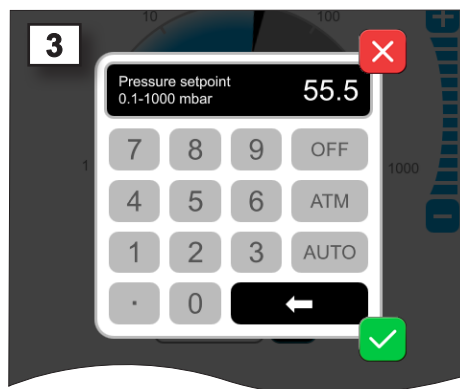 10
100
3
Pressure setpoint
0.1-1000 mbar
55.5
7 8 9 OFF
1
1000
4 5 6 ATM
1 2 3 AUTO
. 0